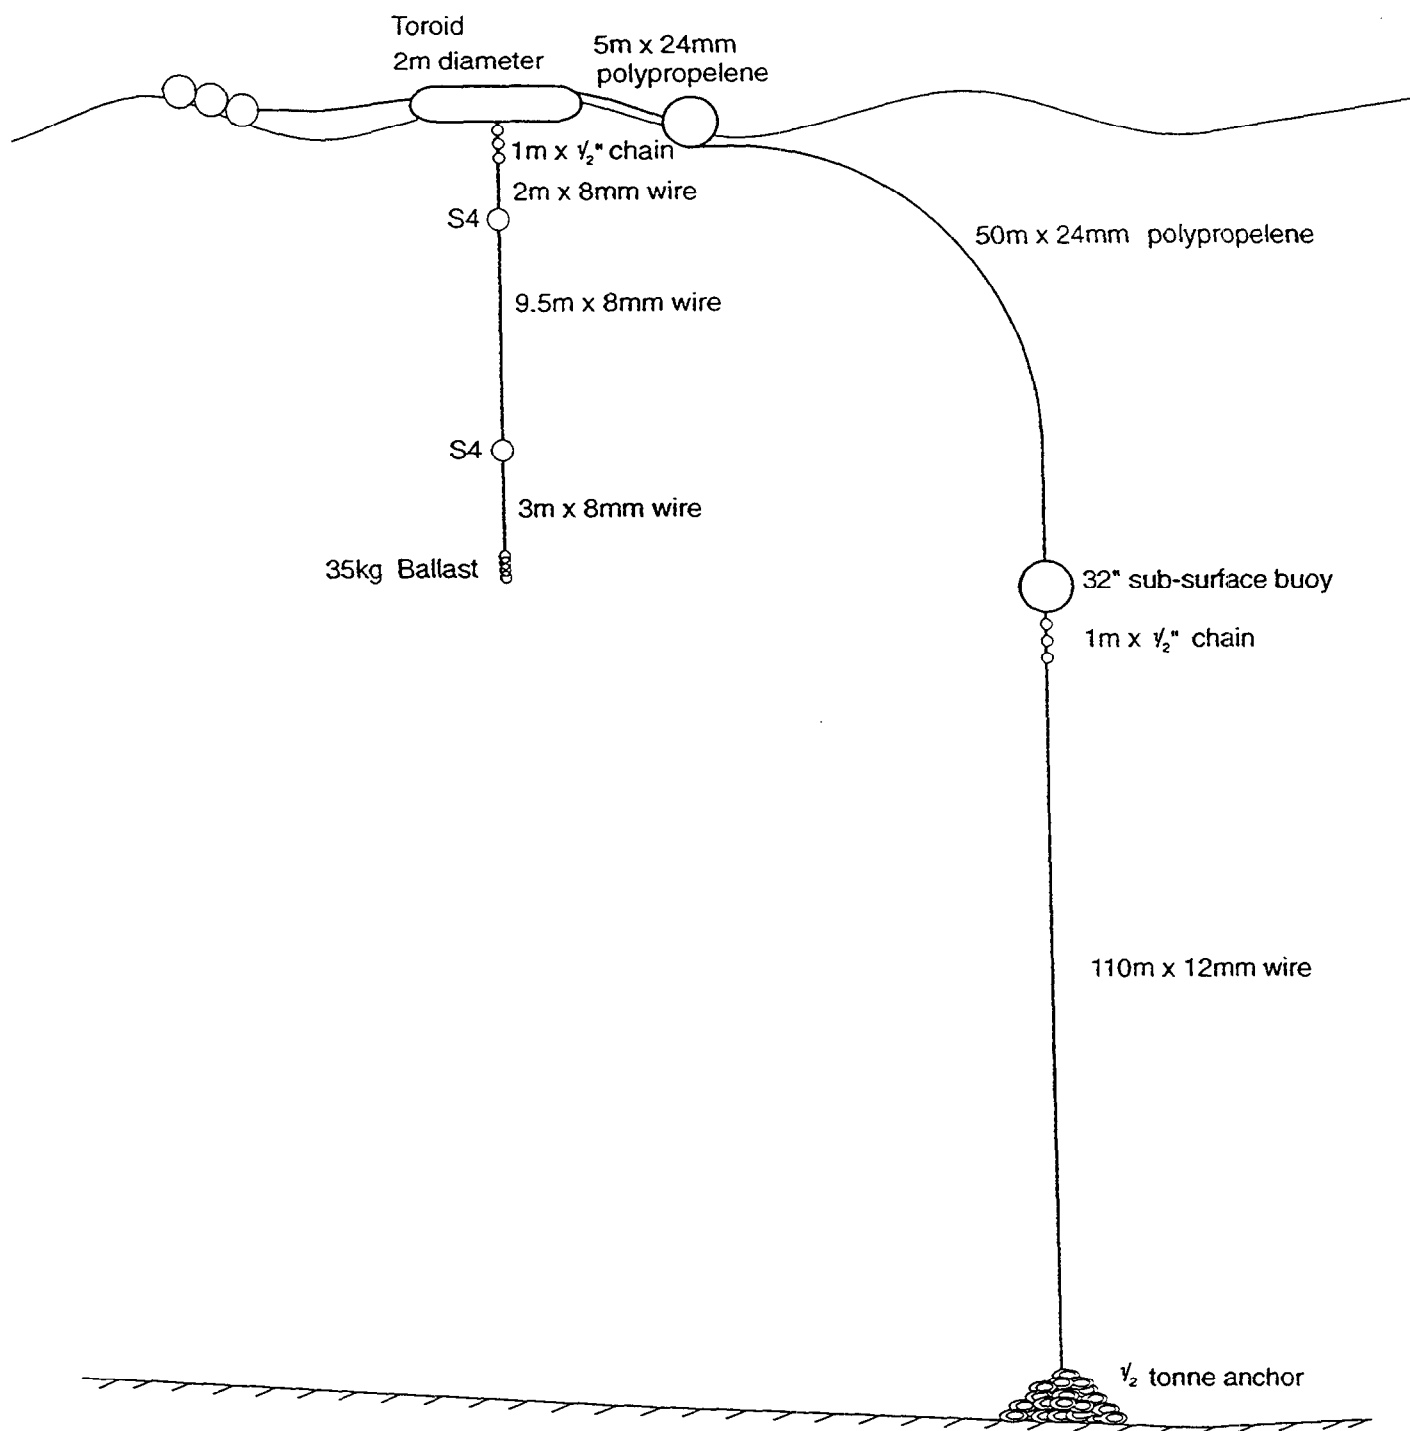 Toroid
2m diameter
5m x 24mm
polypropelene
1m x ½" chain
2m x 8mm wire
S4
50m x 24mm polypropelene
9.5m x 8mm wire
S4
3m x 8mm wire
35kg Ballast
32" sub-surface buoy
1m x ½" chain
110m x 12mm wire
½ tonne anchor